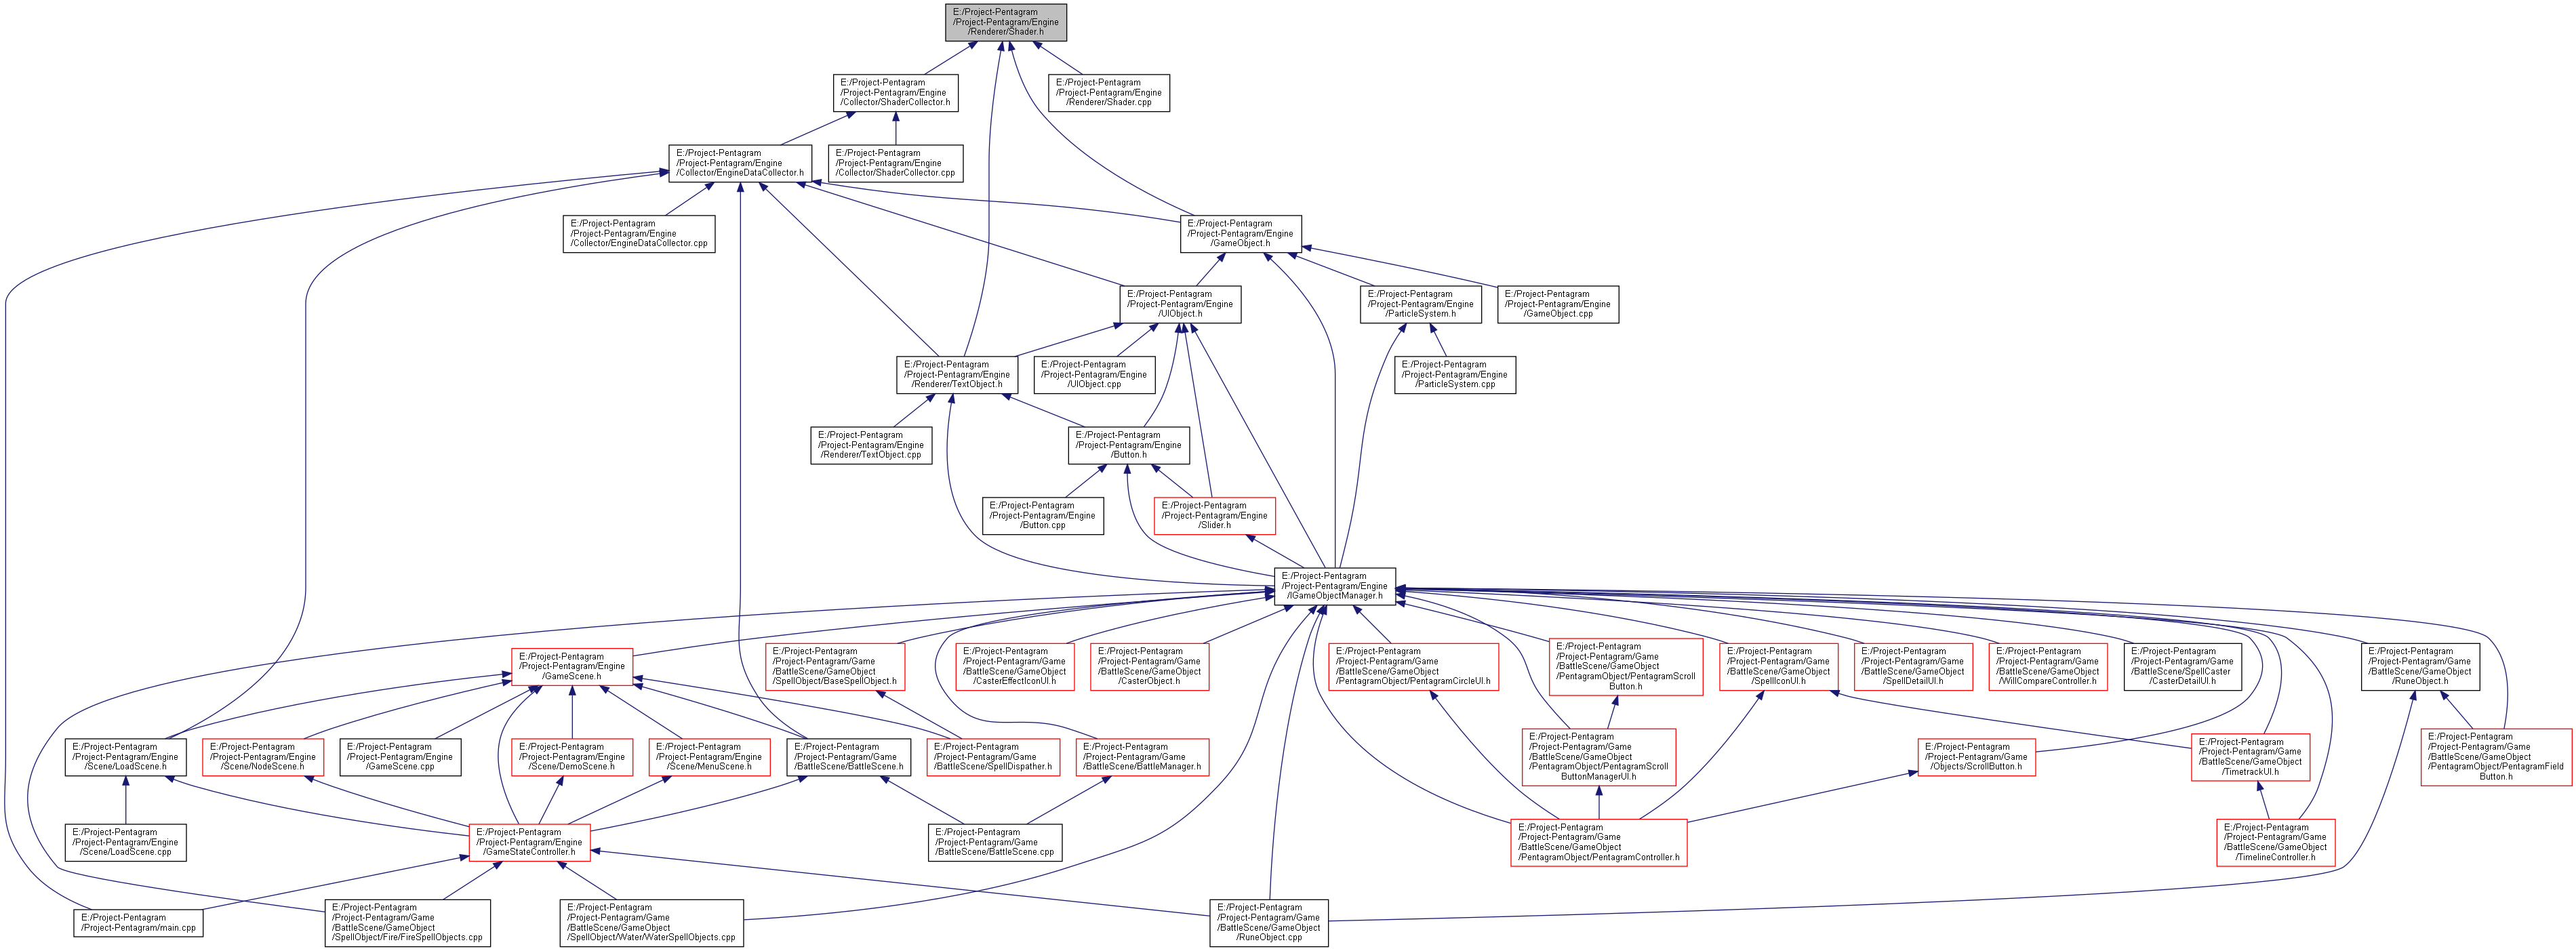 E:/Project-Pentagram
/Project-Pentagram/Engine
/Renderer/Shader.h
E:/Project-Pentagram
/Project-Pentagram/Engine
/Collector/ShaderCollector.h
E:/Project-Pentagram
/Project-Pentagram/Engine
/Renderer/Shader.cpp
E:/Project-Pentagram
/Project-Pentagram/Engine
/Collector/EngineDataCollector.h
E:/Project-Pentagram
/Project-Pentagram/Engine
/Collector/ShaderCollector.cpp
E:/Project-Pentagram
/Project-Pentagram/Engine
/Collector/EngineDataCollector.cpp
E:/Project-Pentagram
/Project-Pentagram/Engine
/GameObject.h
E:/Project-Pentagram
/Project-Pentagram/Engine
/UIObject.h
E:/Project-Pentagram
/Project-Pentagram/Engine
/ParticleSystem.h
E:/Project-Pentagram
/Project-Pentagram/Engine
/GameObject.cpp
E:/Project-Pentagram
/Project-Pentagram/Engine
/Renderer/TextObject.h
E:/Project-Pentagram
/Project-Pentagram/Engine
/UIObject.cpp
E:/Project-Pentagram
/Project-Pentagram/Engine
/ParticleSystem.cpp
E:/Project-Pentagram
/Project-Pentagram/Engine
/Renderer/TextObject.cpp
E:/Project-Pentagram
/Project-Pentagram/Engine
/Button.h
E:/Project-Pentagram
/Project-Pentagram/Engine
/Button.cpp
E:/Project-Pentagram
/Project-Pentagram/Engine
/Slider.h
E:/Project-Pentagram
/Project-Pentagram/Engine
/IGameObjectManager.h
E:/Project-Pentagram
/Project-Pentagram/Engine
/GameScene.h
E:/Project-Pentagram
/Project-Pentagram/Game
/BattleScene/GameObject
/SpellObject/BaseSpellObject.h
E:/Project-Pentagram
/Project-Pentagram/Game
/BattleScene/GameObject
/CasterEffectIconUI.h
E:/Project-Pentagram
/Project-Pentagram/Game
/BattleScene/GameObject
/CasterObject.h
E:/Project-Pentagram
/Project-Pentagram/Game
/BattleScene/GameObject
/PentagramObject/PentagramCircleUI.h
E:/Project-Pentagram
/Project-Pentagram/Game
/BattleScene/GameObject
/PentagramObject/PentagramScroll
Button.h
E:/Project-Pentagram
/Project-Pentagram/Game
/BattleScene/GameObject
/SpellIconUI.h
E:/Project-Pentagram
/Project-Pentagram/Game
/BattleScene/GameObject
/SpellDetailUI.h
E:/Project-Pentagram
/Project-Pentagram/Game
/BattleScene/GameObject
/WillCompareController.h
E:/Project-Pentagram
/Project-Pentagram/Game
/BattleScene/SpellCaster
/CasterDetailUI.h
E:/Project-Pentagram
/Project-Pentagram/Game
/BattleScene/GameObject
/RuneObject.h
E:/Project-Pentagram
/Project-Pentagram/Engine
/Scene/LoadScene.h
E:/Project-Pentagram
/Project-Pentagram/Engine
/Scene/NodeScene.h
E:/Project-Pentagram
/Project-Pentagram/Engine
/GameScene.cpp
E:/Project-Pentagram
/Project-Pentagram/Engine
/Scene/DemoScene.h
E:/Project-Pentagram
/Project-Pentagram/Engine
/Scene/MenuScene.h
E:/Project-Pentagram
/Project-Pentagram/Game
/BattleScene/BattleScene.h
E:/Project-Pentagram
/Project-Pentagram/Game
/BattleScene/SpellDispather.h
E:/Project-Pentagram
/Project-Pentagram/Game
/BattleScene/BattleManager.h
E:/Project-Pentagram
/Project-Pentagram/Game
/BattleScene/GameObject
/PentagramObject/PentagramScroll
ButtonManagerUI.h
E:/Project-Pentagram
/Project-Pentagram/Game
/Objects/ScrollButton.h
E:/Project-Pentagram
/Project-Pentagram/Game
/BattleScene/GameObject
/TimetrackUI.h
E:/Project-Pentagram
/Project-Pentagram/Game
/BattleScene/GameObject
/PentagramObject/PentagramField
Button.h
E:/Project-Pentagram
/Project-Pentagram/Engine
/Scene/LoadScene.cpp
E:/Project-Pentagram
/Project-Pentagram/Engine
/GameStateController.h
E:/Project-Pentagram
/Project-Pentagram/Game
/BattleScene/BattleScene.cpp
E:/Project-Pentagram
/Project-Pentagram/Game
/BattleScene/GameObject
/PentagramObject/PentagramController.h
E:/Project-Pentagram
/Project-Pentagram/Game
/BattleScene/GameObject
/TimelineController.h
E:/Project-Pentagram
/Project-Pentagram/main.cpp
E:/Project-Pentagram
/Project-Pentagram/Game
/BattleScene/GameObject
/SpellObject/Fire/FireSpellObjects.cpp
E:/Project-Pentagram
/Project-Pentagram/Game
/BattleScene/GameObject
/SpellObject/Water/WaterSpellObjects.cpp
E:/Project-Pentagram
/Project-Pentagram/Game
/BattleScene/GameObject
/RuneObject.cpp